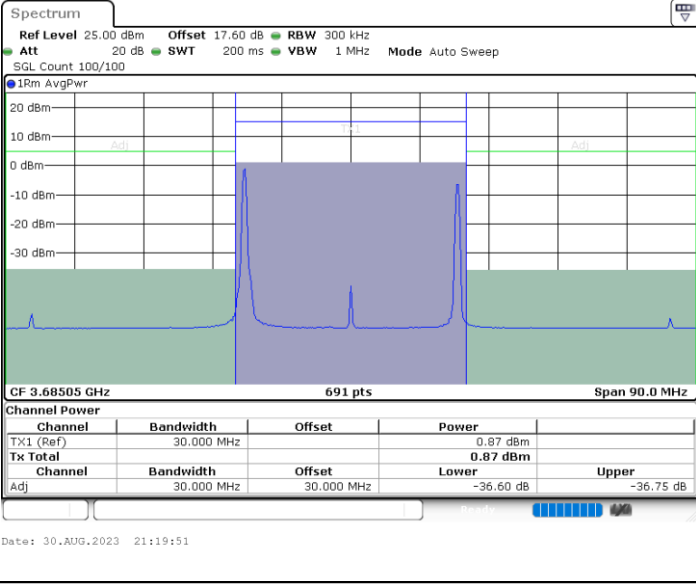 Spectrum
Ref Level 25.00 dBm Offset 17.60 dB RBW 300 kHz
Att 20 dB SWT 200 ms VBW 1 MHz Mode Auto Sweep
SGL Count 100/100
1Rm AvgPwr
20 dBm
TX1
10 dBm
Adj
Adj
0 dBm
-10 dBm
-20 dBm
-30 dBm
CF 3.68505 GHz 691 pts Span 90.0 MHz
Channel Power
Channel Bandwidth Offset Power
TX1 (Ref) 30.000 MHz 0.87 dBm
Tx Total 0.87 dBm
Channel Bandwidth Offset Lower Upper
Adj 30.000 MHz 30.000 MHz -36.60 dB -36.75 dB
Ready
Date: 30.AUG.2023 21:19:51